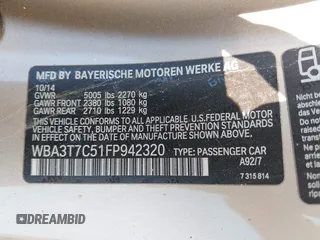 MFD BY BAYERISCHE MOTOREN WERKE AG
10/14
GVWR 5005 lbs 2270 kg
GAWR FRONT 2380 lbs 1080 kg
GAWR REAR 2710 lbs 1229 kg
THIS VEHICLE CONFORMS TO ALL APPLICABLE
U.S. FEDERAL MOTOR VEHICLE SAFETY, BUMPER,
AND THEFT PREVENTION STANDARDS IN EFFECT
ON THE DATE OF MANUFACTURE SHOWN ABOVE.
WBA3T7C51FP942320 TYPE: PASSENGER CAR
A92/7
7 315 814
DRIVE AUTO AUCTIONS